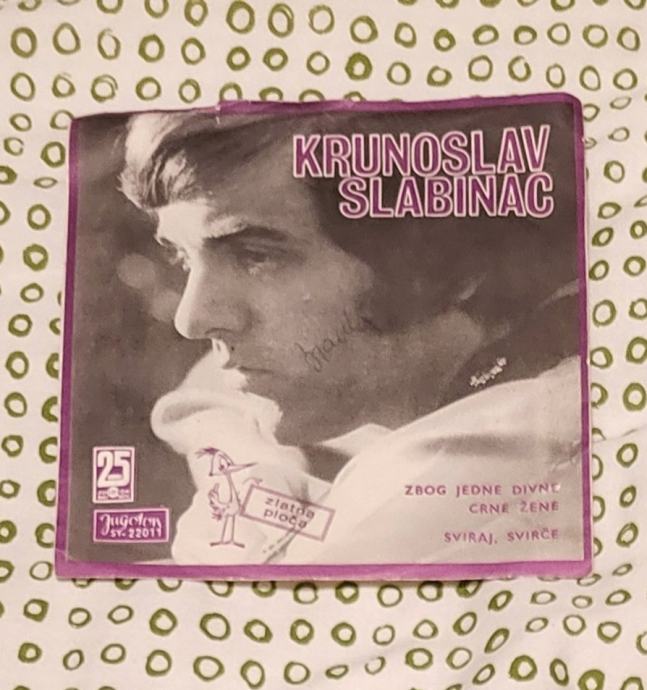 KRUNOSLAV
SLABINAC
25
Jugoton
SY-22011
zlatna
ploča
ZBOG JEDNE DIVNE
CRNE ŽENE
SVIRAJ, SVIRČE